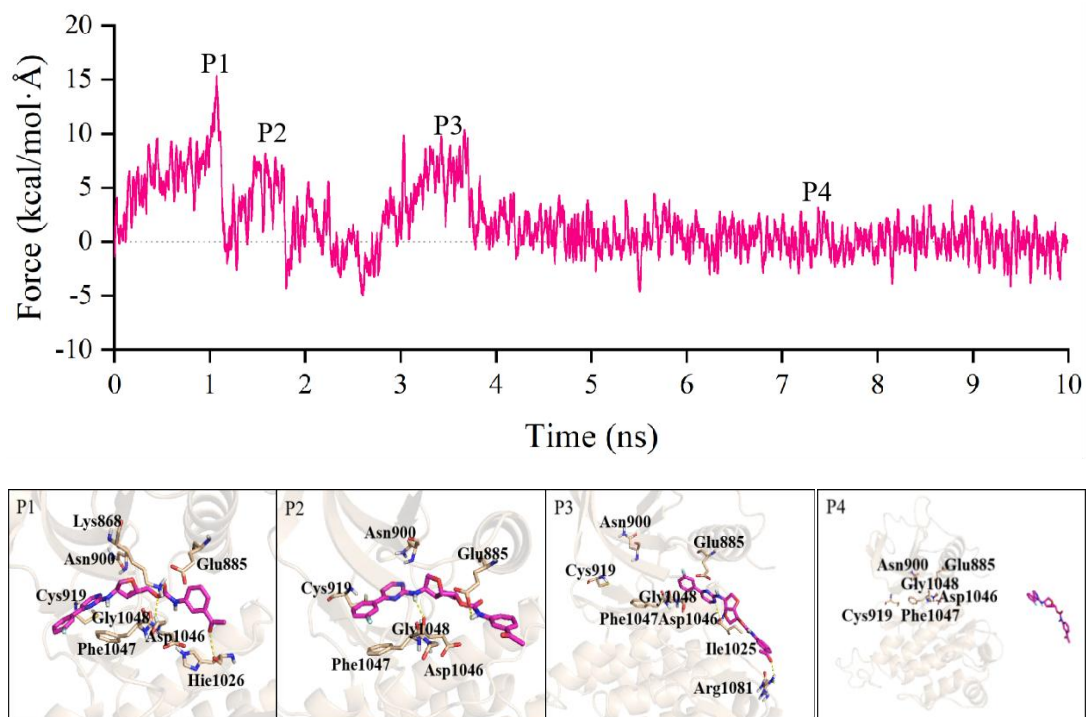 20
15
10
5
0
-5
-10
Force (kcal/mol·Å)
P1
P2
P3
P4
0 1 2 3 4 5 6 7 8 9 10
Time (ns)
P1
Lys868
Asn900
Glu885
Cys919
Gly1048
Asp1046
Phe1047
Hie1026
P2
Asn900
Glu885
Cys919
Gly1048
Phe1047
Asp1046
P3
Asn900
Glu885
Cys919
Gly1048
Phe1047 Asp1046
Ile1025
Arg1081
P4
Asn900 Glu885
Gly1048
Asp1046
Cys919 Phe1047